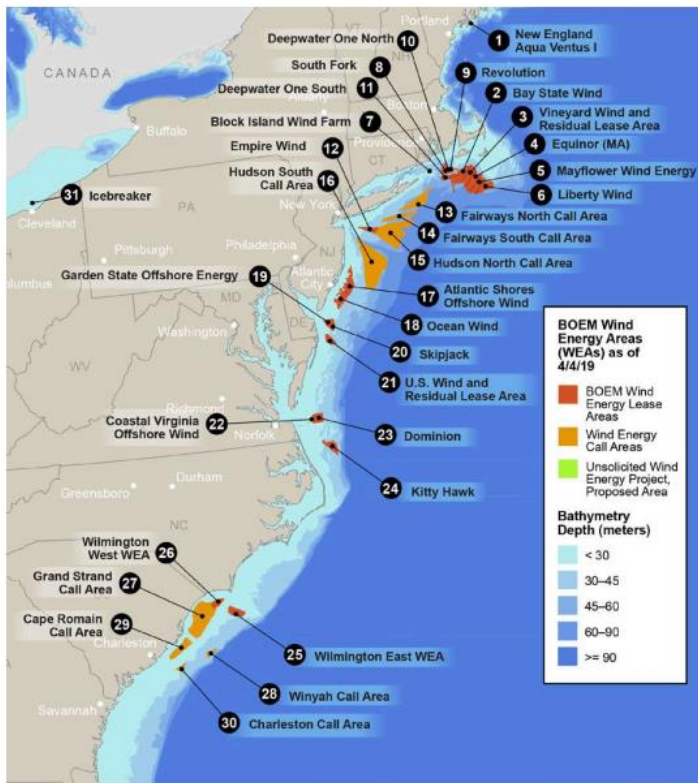 Portland
1
New England
Aqua Ventus I
VT
NH
Deepwater One North
10
South Fork
8
9
Revolution
CANADA
Deepwater One South
11
2
Bay State Wind
Albany
Boston
3
Vineyard Wind and
Residual Lease Area
Block Island Wind Farm
7
Buffalo
Providence
4
Equinor (MA)
Empire Wind
12
CT
5
Mayflower Wind Energy
Hudson South
Call Area
16
6
Liberty Wind
31
Icebreaker
Cleveland
PA
New York
13
Fairways North Call Area
14
Fairways South Call Area
Pittsburgh
Philadelphia
NJ
15
Hudson North Call Area
Columbus
Garden State Offshore Energy
19
Atlantic
City
17
Atlantic Shores
Offshore Wind
MD
DE
18
Ocean Wind
Washington
20
Skipjack
WV
21
U.S. Wind and
Residual Lease Area
Richmond
Coastal Virginia
Offshore Wind
22
Norfolk
23
Dominion
24
Kitty Hawk
Greensboro
Durham
NC
Wilmington
West WEA
26
Grand Strand
Call Area
27
Cape Romain
Call Area
29
Charleston
25
Wilmington East WEA
28
Winyah Call Area
Savannah
30
Charleston Call Area
BOEM Wind
Energy Areas
(WEAs) as of
4/4/19
BOEM Wind
Energy Lease
Areas
Wind Energy
Call Areas
Unsolicited Wind
Energy Project,
Proposed Area
Bathymetry
Depth (meters)
< 30
30–45
45–60
60–90
>= 90